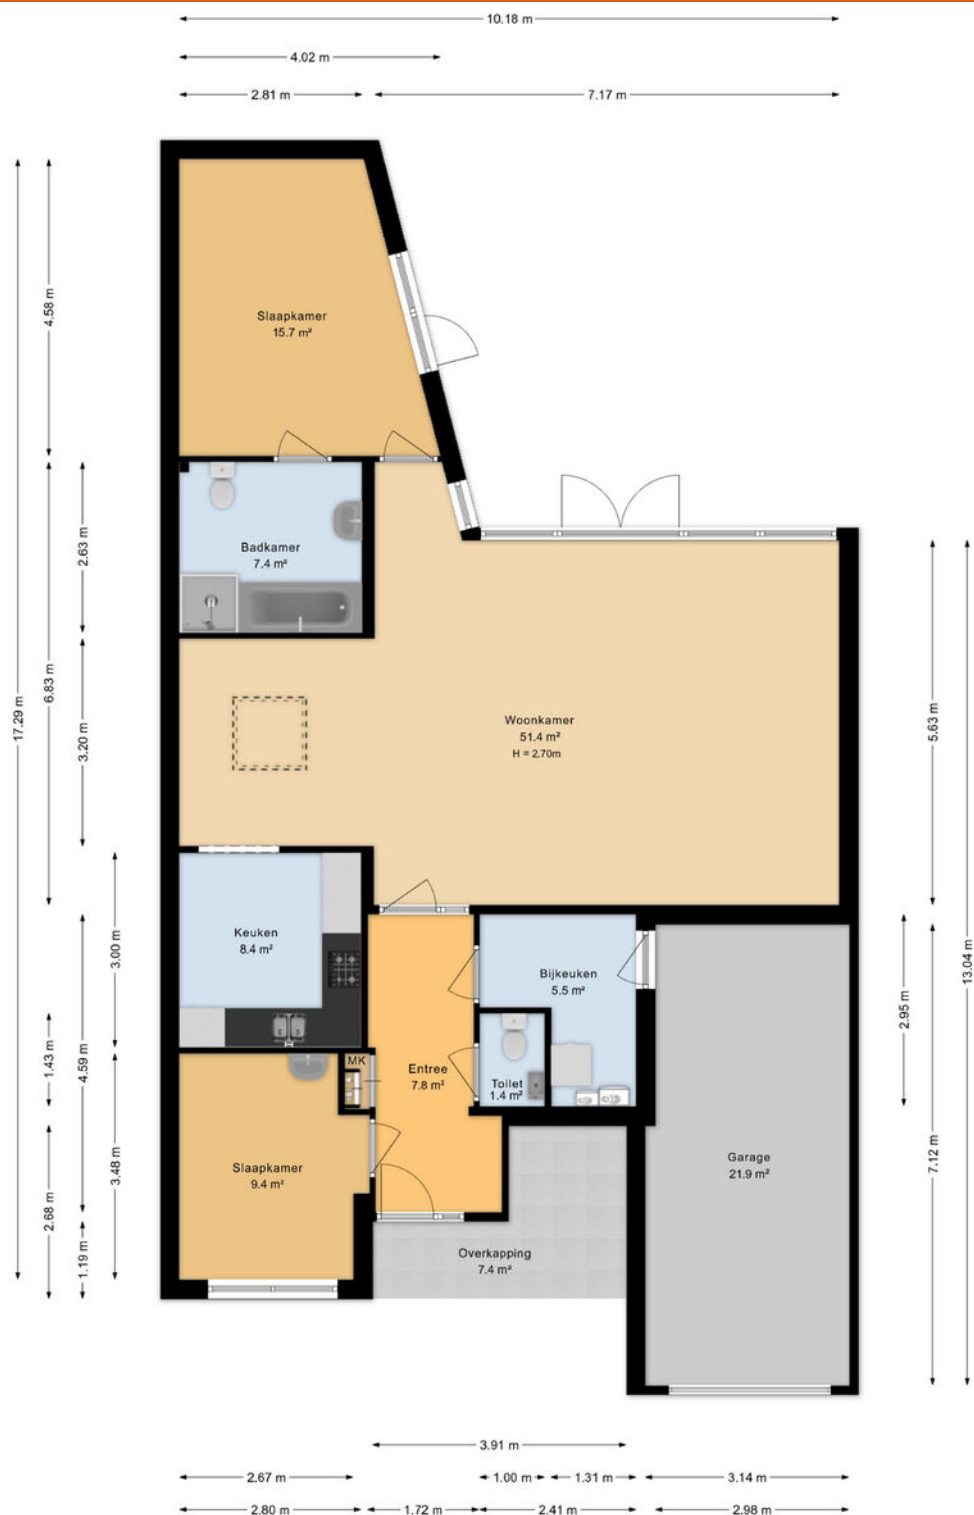 10.18 m
4.02 m
2.81 m
7.17 m
17.29 m
4.58 m
6.83 m
2.63 m
3.20 m
4.59 m
3.00 m
1.43 m
3.48 m
2.68 m
1.19 m
Slaapkamer
15.7 m²
Badkamer
7.4 m²
Woonkamer
51.4 m²
H = 2.70m
Keuken
8.4 m²
Bijkeuken
5.5 m²
MK
Entree
7.8 m²
Toilet
1.4 m²
Slaapkamer
9.4 m²
Garage
21.9 m²
Overkapping
7.4 m²
5.63 m
13.04 m
2.95 m
7.12 m
3.91 m
2.67 m
1.00 m
1.31 m
3.14 m
2.80 m
1.72 m
2.41 m
2.98 m